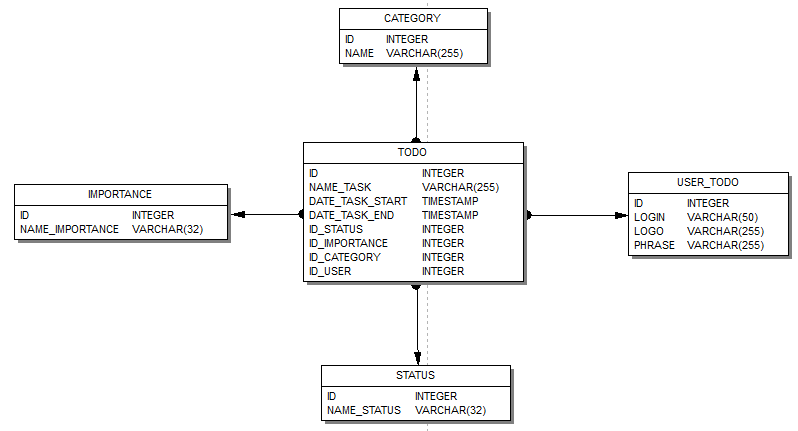 CATEGORY
ID INTEGER
NAME VARCHAR(255)
TODO
ID INTEGER
NAME_TASK VARCHAR(255)
DATE_TASK_START TIMESTAMP
DATE_TASK_END TIMESTAMP
ID_STATUS INTEGER
ID_IMPORTANCE INTEGER
ID_CATEGORY INTEGER
ID_USER INTEGER
IMPORTANCE
ID INTEGER
NAME_IMPORTANCE VARCHAR(32)
USER_TODO
ID INTEGER
LOGIN VARCHAR(50)
LOGO VARCHAR(255)
PHRASE VARCHAR(255)
STATUS
ID INTEGER
NAME_STATUS VARCHAR(32)